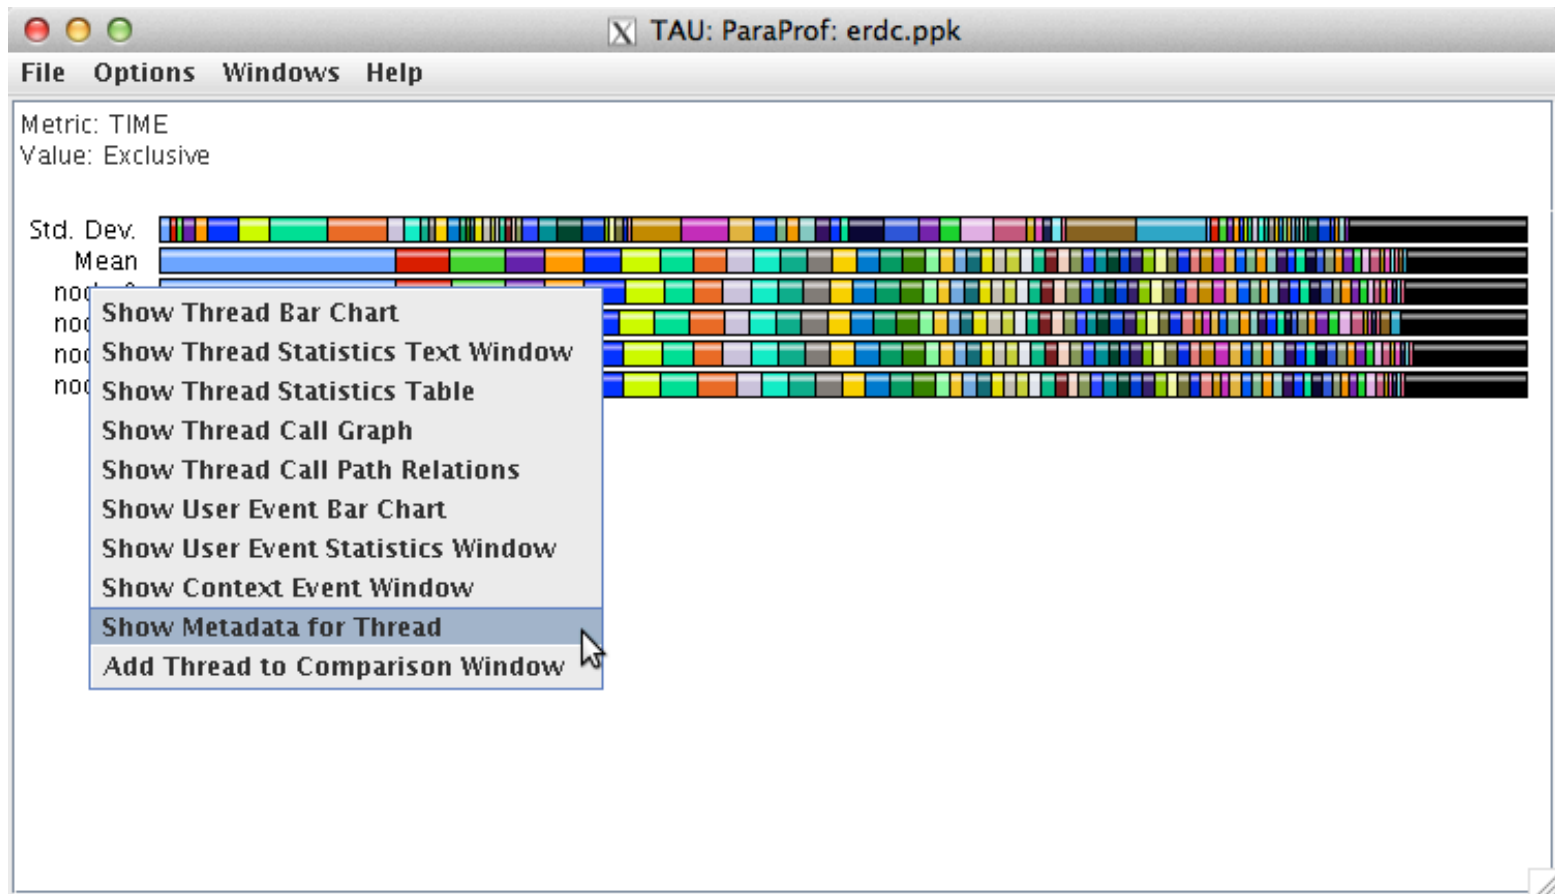 X TAU: ParaProf: erdc.ppk
File Options Windows Help
Metric: TIME
Value: Exclusive
Std. Dev.
Mean
Show Thread Bar Chart
Show Thread Statistics Text Window
Show Thread Statistics Table
Show Thread Call Graph
Show Thread Call Path Relations
Show User Event Bar Chart
Show User Event Statistics Window
Show Context Event Window
Show Metadata for Thread
Add Thread to Comparison Window